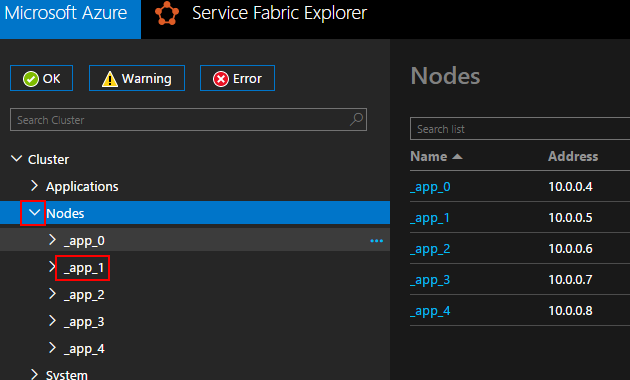 Microsoft Azure Service Fabric Explorer
OK Warning Error
Search Cluster
Cluster
Applications
Nodes
_app_0
_app_1
_app_2
_app_3
_app_4
System
Nodes
Search list
Name Address
_app_0 10.0.0.4
_app_1 10.0.0.5
_app_2 10.0.0.6
_app_3 10.0.0.7
_app_4 10.0.0.8